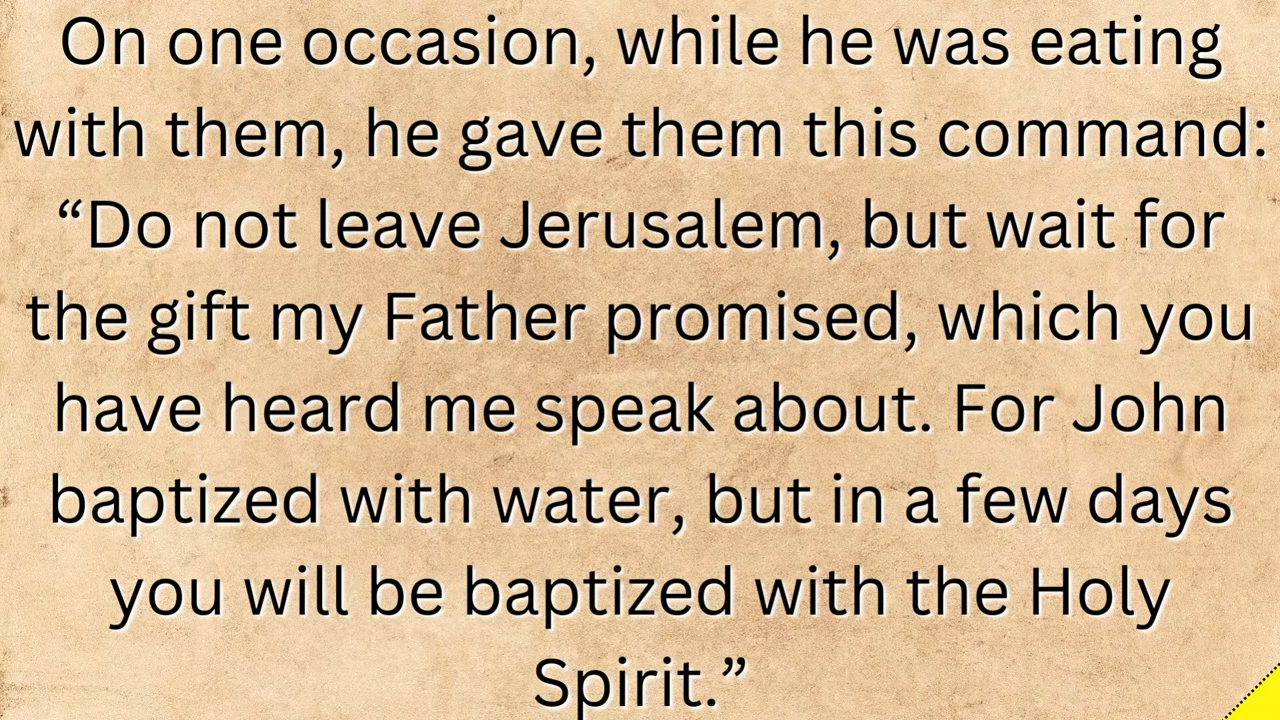 On one occasion, while he was eating
with them, he gave them this command:
“Do not leave Jerusalem, but wait for
the gift my Father promised, which you
have heard me speak about. For John
baptized with water, but in a few days
you will be baptized with the Holy
Spirit.”